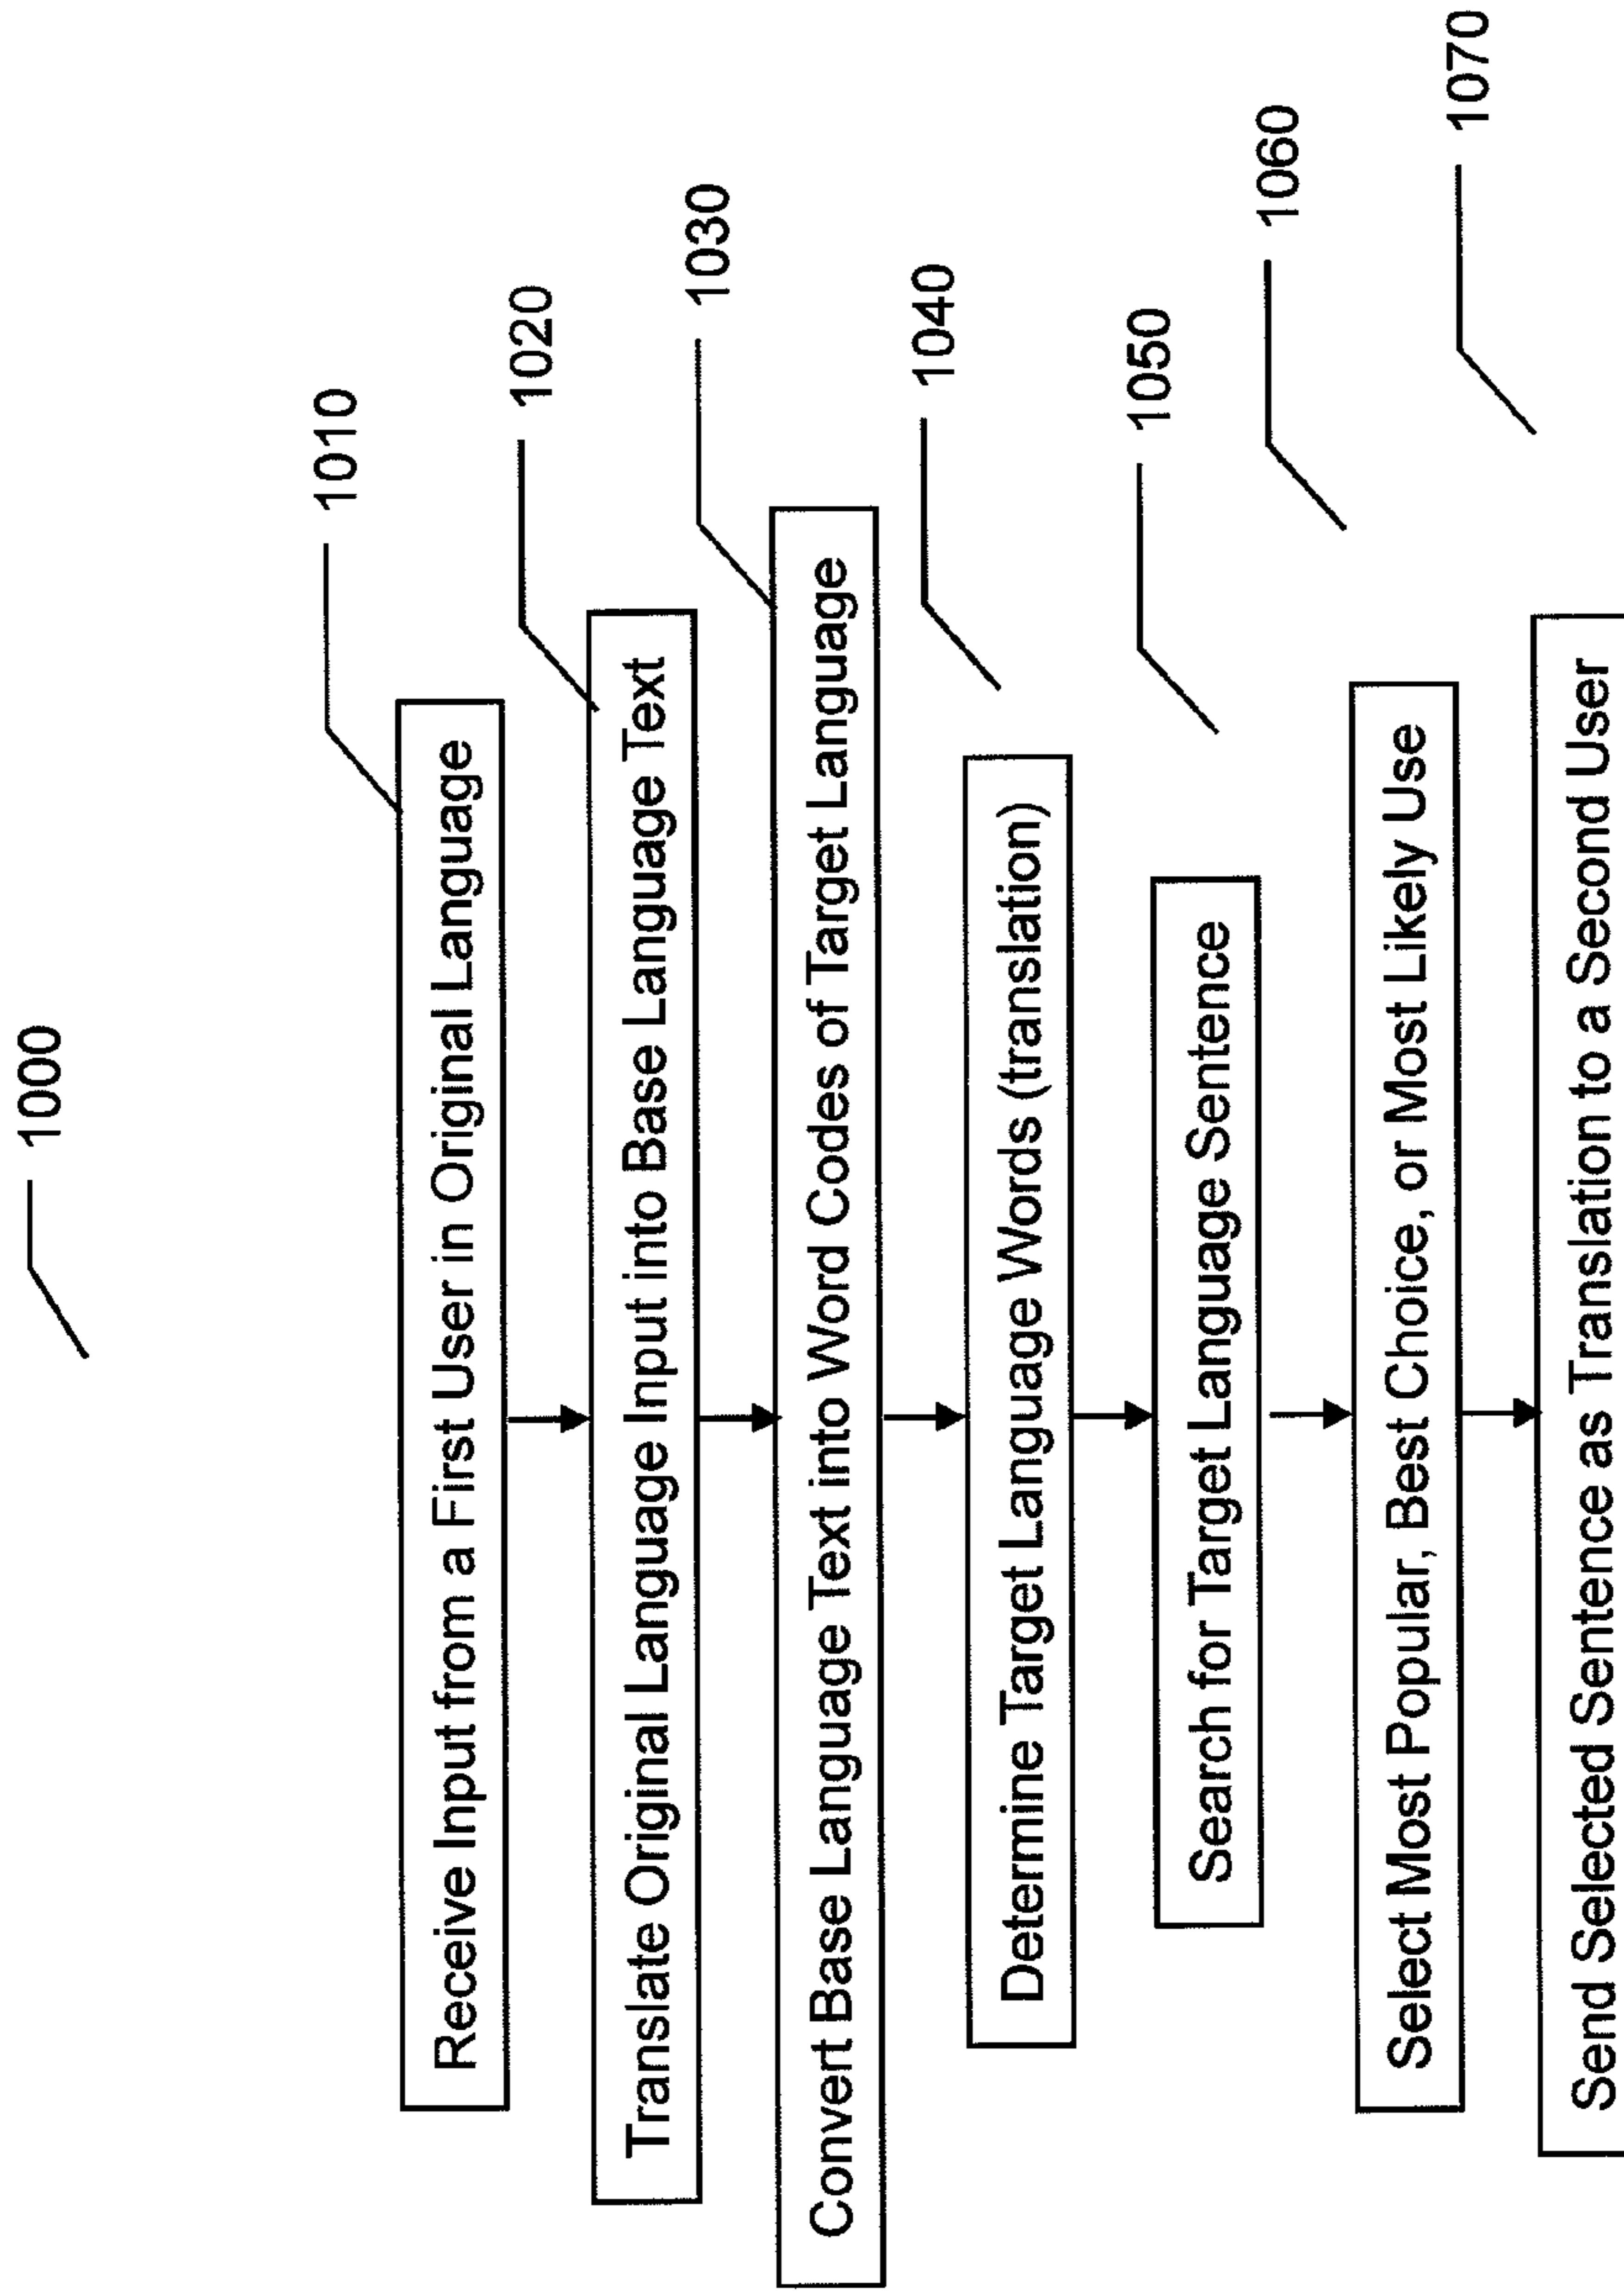 1000
1010
Receive Input from a First User in Original Language
1020
Translate Original Language Input into Base Language Text
1030
Convert Base Language Text into Word Codes of Target Language
1040
Determine Target Language Words (translation)
1050
Search for Target Language Sentence
1060
Select Most Popular, Best Choice, or Most Likely Use
1070
Send Selected Sentence as Translation to a Second User